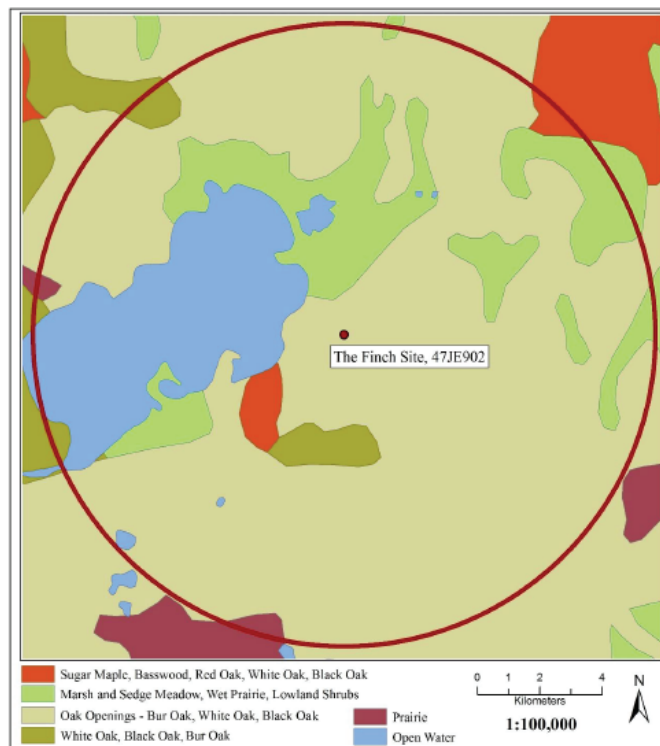 The Finch Site, 47JE902
Sugar Maple, Basswood, Red Oak, White Oak, Black Oak
Marsh and Sedge Meadow, Wet Prairie, Lowland Shrubs
Oak Openings - Bur Oak, White Oak, Black Oak
White Oak, Black Oak, Bur Oak
Prairie
Open Water
0 1 2 4
Kilometers
1:100,000
N